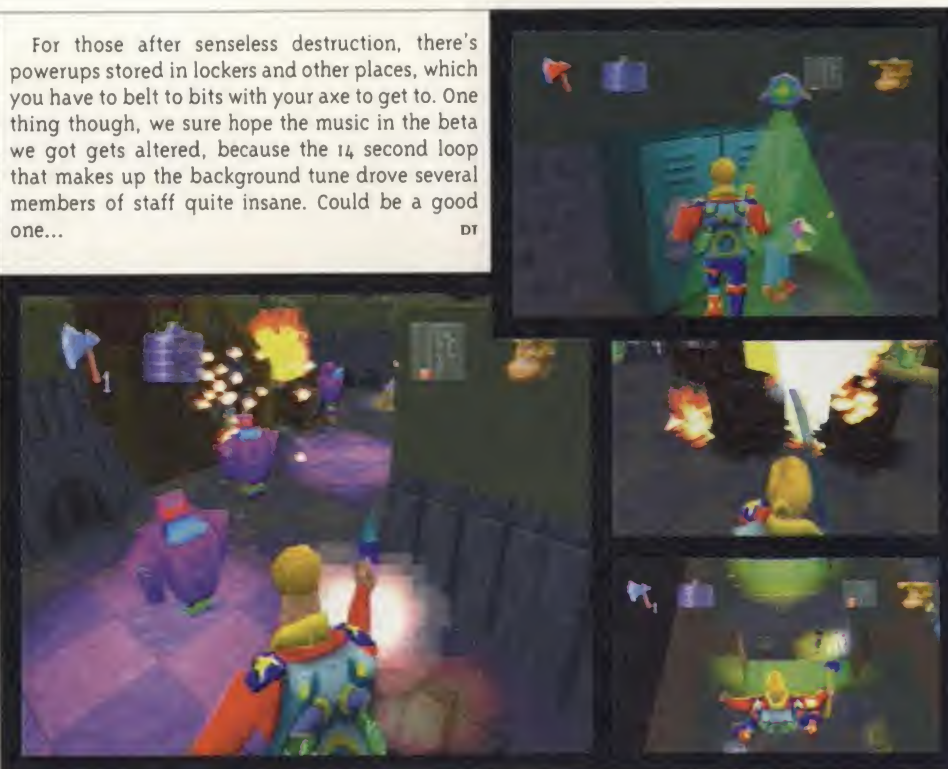 For those after senseless destruction, there's
powerups stored in lockers and other places, which
you have to belt to bits with your axe to get to. One
thing though, we sure hope the music in the beta
we got gets altered, because the 14 second loop
that makes up the background tune drove several
members of staff quite insane. Could be a good
one... DT
1